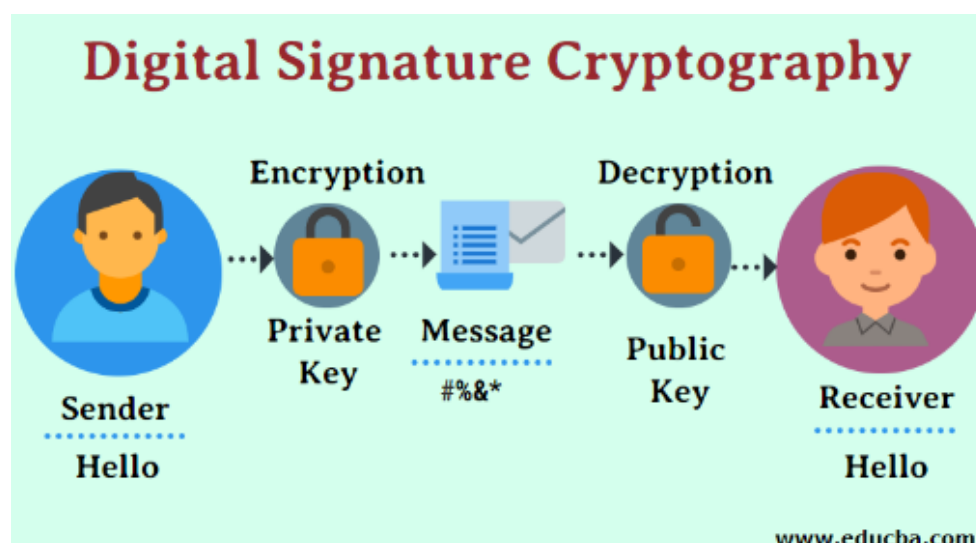 Digital Signature Cryptography
Encryption
Decryption
Private
Key
Message
#%&*
Public
Key
Sender
Hello
Receiver
Hello
www.educba.com